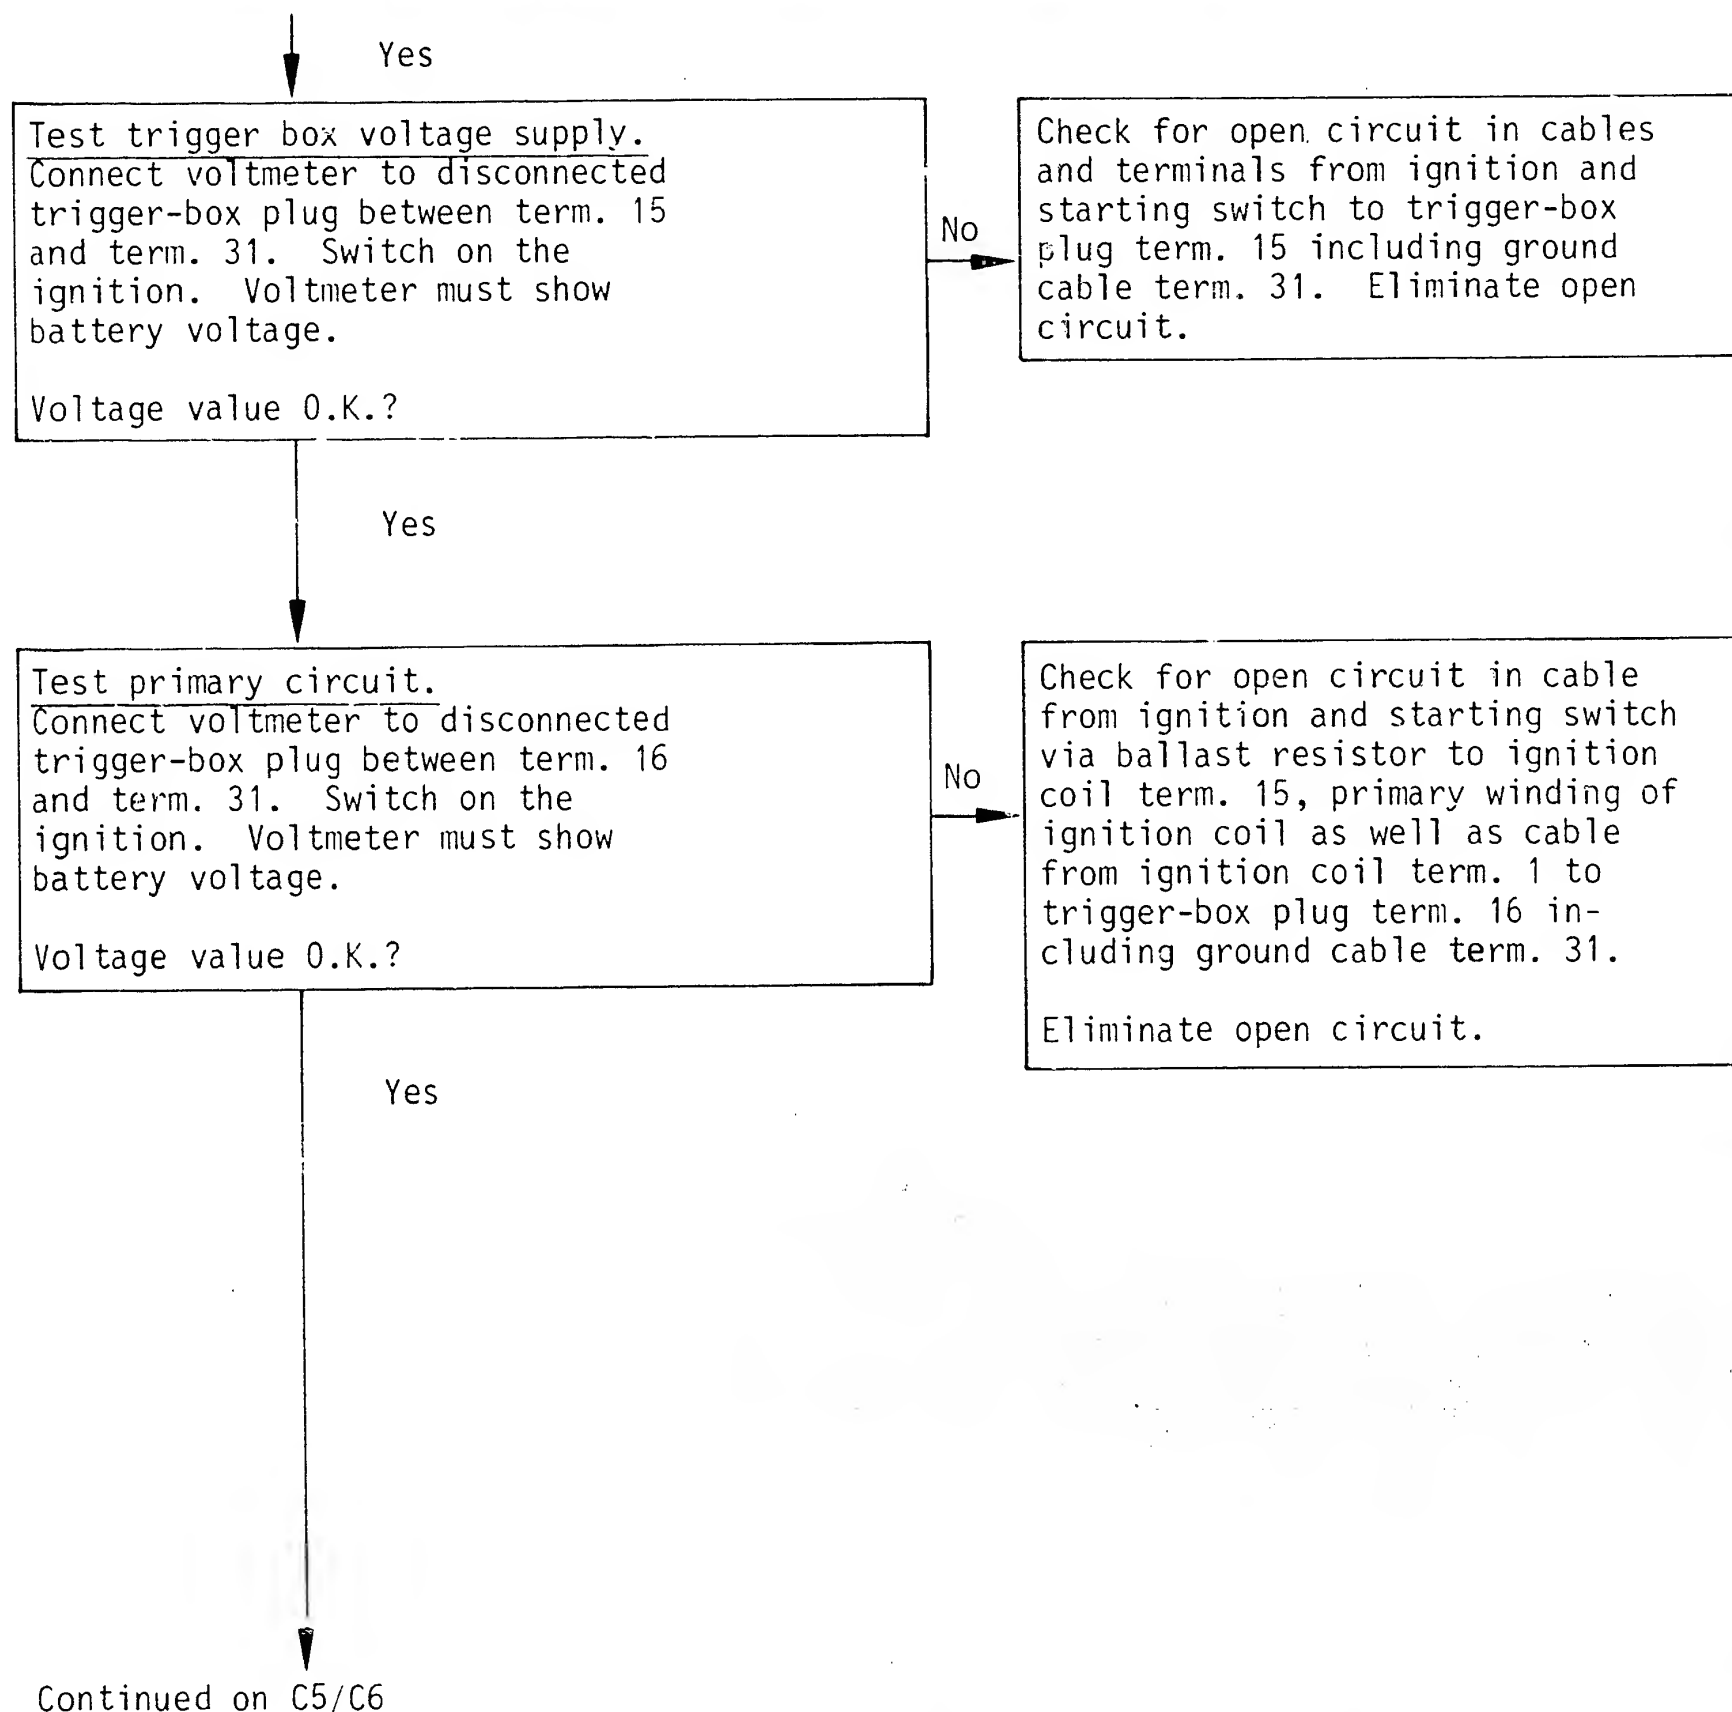 Yes
Test trigger box voltage supply.
Connect voltmeter to disconnected
trigger-box plug between term. 15
and term. 31. Switch on the
ignition. Voltmeter must show
battery voltage.
Voltage value O.K.?
No
Check for open circuit in cables
and terminals from ignition and
starting switch to trigger-box
plug term. 15 including ground
cable term. 31. Eliminate open
circuit.
Yes
Test primary circuit.
Connect voltmeter to disconnected
trigger-box plug between term. 16
and term. 31. Switch on the
ignition. Voltmeter must show
battery voltage.
Voltage value O.K.?
No
Check for open circuit in cable
from ignition and starting switch
via ballast resistor to ignition
coil term. 15, primary winding of
ignition coil as well as cable
from ignition coil term. 1 to
trigger-box plug term. 16 in-
cluding ground cable term. 31.
Eliminate open circuit.
Yes
Continued on C5/C6